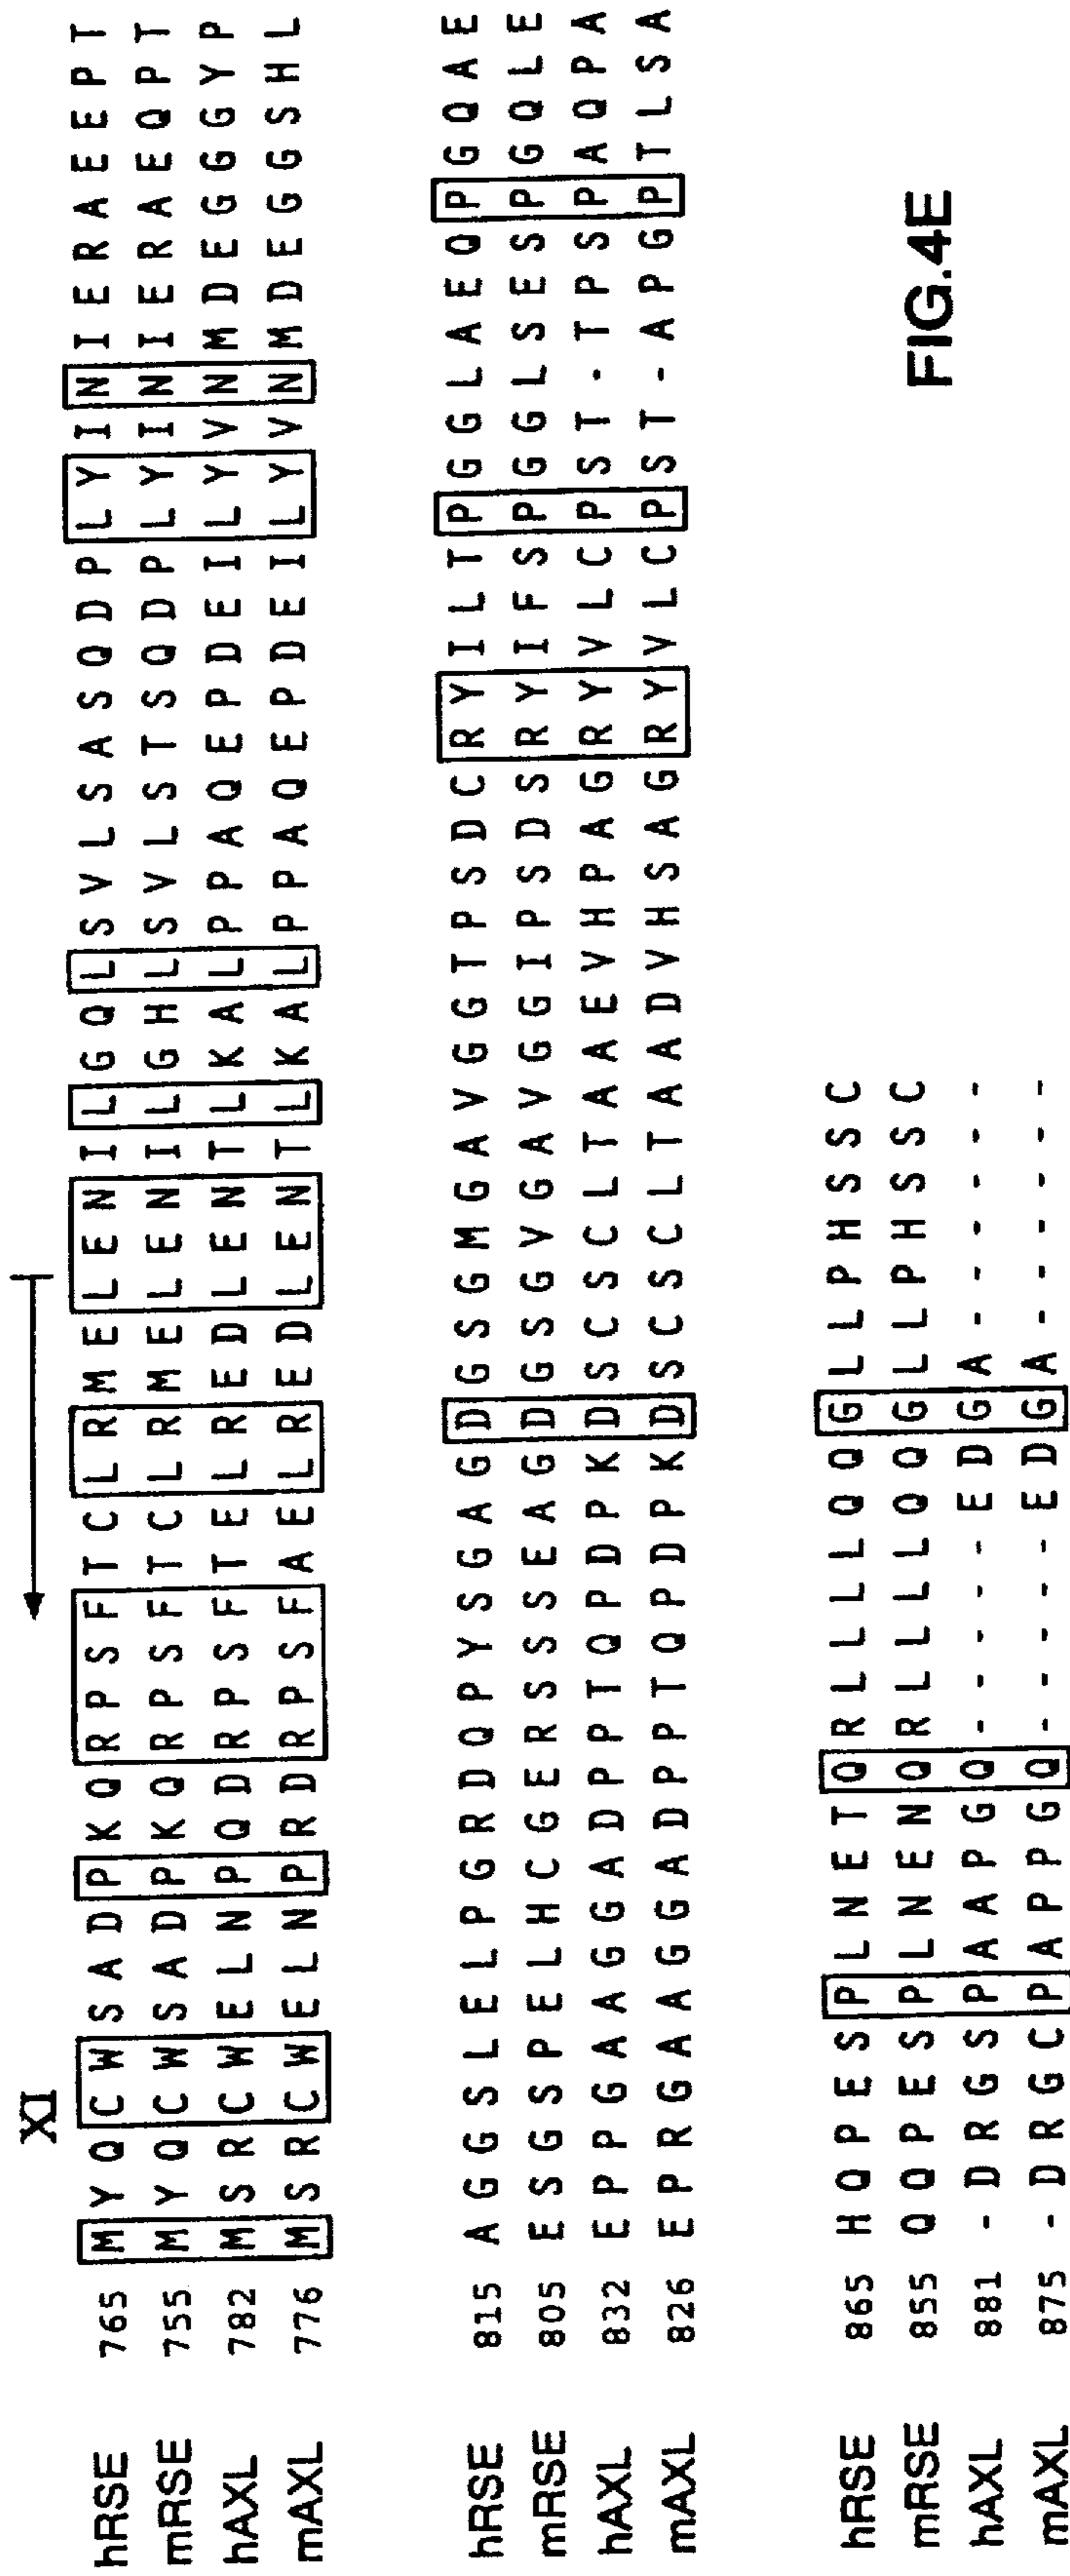 XI
hRSE 765 M Y Q C W S A D P K Q R P S F T C L R M E L E N I L G Q L S V L S A S Q D P L Y I N I E R A E E P T
mRSE 755 M Y Q C W S A D P K Q R P S F T C L R M E L E N I L G H L S V L S T S Q D P L Y I N I E R A E Q P T
hAXL 782 M S R C W E L N P Q D R P S F T E L R E D L E N T L K A L P P A Q E P D E I L Y V N M D E G G G Y P
mAXL 776 M S R C W E L N P R D R P S F A E L R E D L E N T L K A L P P A Q E P D E I L Y V N M D E G G S H L
hRSE 815 A G G S L E L P G R D Q P Y S G A G D G S G M G A V G G T P S D C R Y I L T P G G L A E Q P G Q A E
mRSE 805 E S G S P E L H C G E R S S S E A G D G S G V G A V G G I P S D S R Y I F S P G G L S E S P G Q L E
hAXL 832 E P P G A A G G A D P P T Q P D P K D S C S C L T A A E V H P A G R Y V L C P S T - T P S P A Q P A
mAXL 826 E P R G A A G G A D P P T Q P D P K D S C S C L T A A D V H S A G R Y V L C P S T - A P G P T L S A
hRSE 865 H Q P E S P L N E T Q R L L L L Q Q G L L P H S S C
mRSE 855 Q Q P E S P L N E N Q R L L L L Q Q G L L P H S S C
hAXL 881 - D R G S P A A P G Q - - - - - E D G A - - - - - -
mAXL 875 - D R G C P A P P G Q - - - - - E D G A - - - - - -
FIG.4E